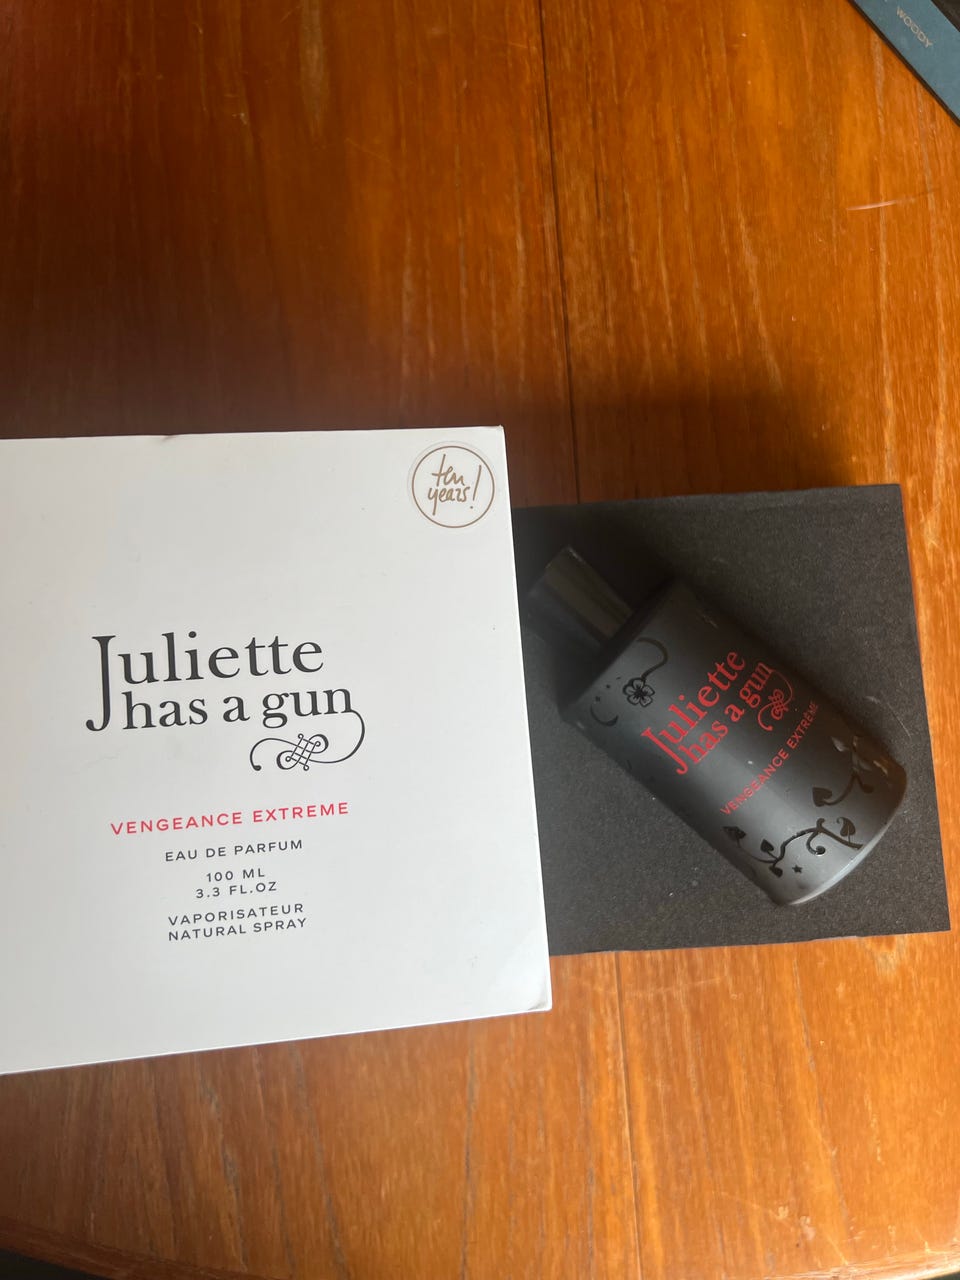 WOODY
ten
years!
Juliette
has a gun
VENGEANCE EXTREME
EAU DE PARFUM
100 ML
3.3 FL.OZ
VAPORISATEUR
NATURAL SPRAY
Juliette
has a gun
VENGEANCE EXTRÊME